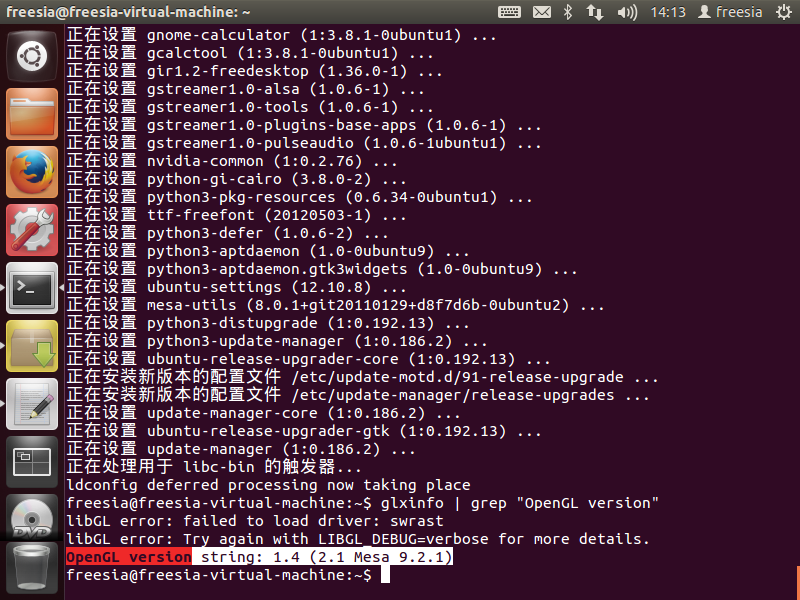 freesia@freesia-virtual-machine: ~
14:13 freesia
正在设置 gnome-calculator (1:3.8.1-0ubuntu1) ...
正在设置 gcalctool (1:3.8.1-0ubuntu1) ...
正在设置 gir1.2-freedesktop (1.36.0-1) ...
正在设置 gstreamer1.0-alsa (1.0.6-1) ...
正在设置 gstreamer1.0-tools (1.0.6-1) ...
正在设置 gstreamer1.0-plugins-base-apps (1.0.6-1) ...
正在设置 gstreamer1.0-pulseaudio (1.0.6-1ubuntu1) ...
正在设置 nvidia-common (1:0.2.76) ...
正在设置 python-gi-cairo (3.8.0-2) ...
正在设置 python3-pkg-resources (0.6.34-0ubuntu1) ...
正在设置 ttf-freefont (20120503-1) ...
正在设置 python3-defer (1.0.6-2) ...
正在设置 python3-aptdaemon (1.0-0ubuntu9) ...
正在设置 python3-aptdaemon.gtk3widgets (1.0-0ubuntu9) ...
正在设置 ubuntu-settings (12.10.8) ...
正在设置 mesa-utils (8.0.1+git20110129+d8f7d6b-0ubuntu2) ...
正在设置 python3-distupgrade (1:0.192.13) ...
正在设置 python3-update-manager (1:0.186.2) ...
正在设置 ubuntu-release-upgrader-core (1:0.192.13) ...
正在安装新版本的配置文件 /etc/update-motd.d/91-release-upgrade ...
正在安装新版本的配置文件 /etc/update-manager/release-upgrades ...
正在设置 update-manager-core (1:0.186.2) ...
正在设置 ubuntu-release-upgrader-gtk (1:0.192.13) ...
正在设置 update-manager (1:0.186.2) ...
正在处理用于 libc-bin 的触发器...
ldconfig deferred processing now taking place
freesia@freesia-virtual-machine:~$ glxinfo | grep "OpenGL version"
libGL error: failed to load driver: swrast
libGL error: Try again with LIBGL_DEBUG=verbose for more details.
OpenGL version string: 1.4 (2.1 Mesa 9.2.1)
freesia@freesia-virtual-machine:~$
DVD